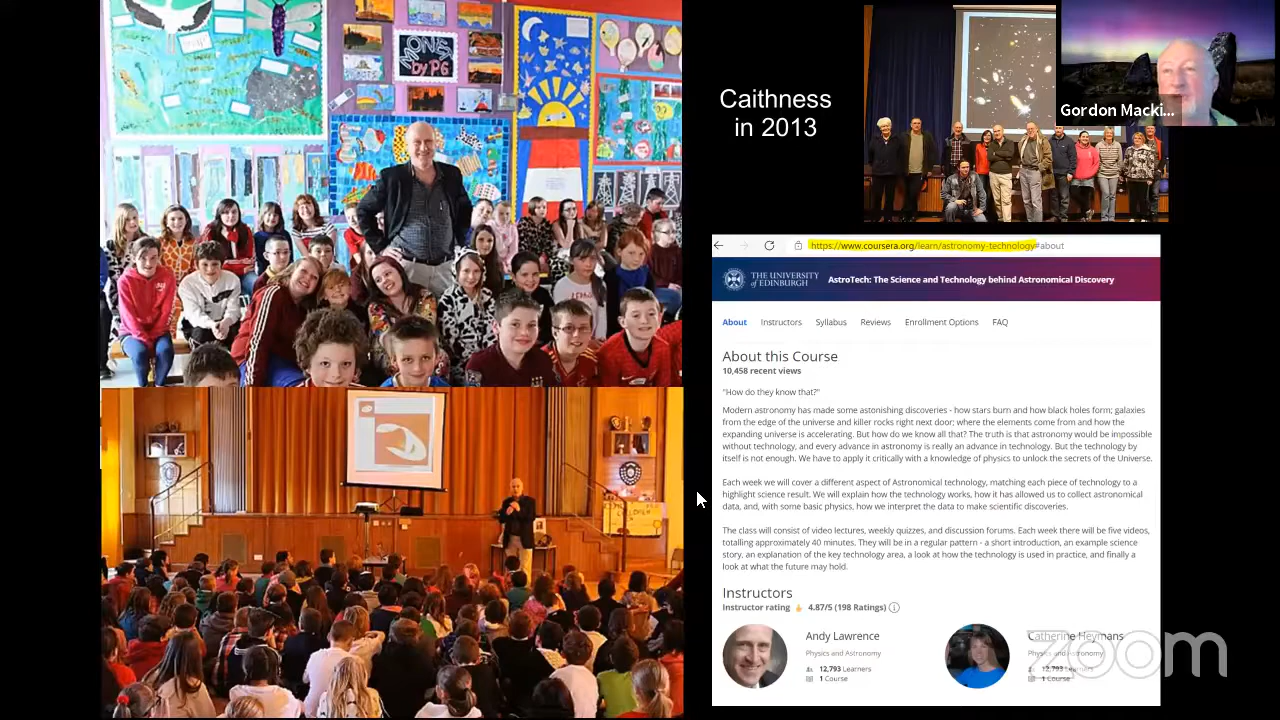 MONET
by P6
Caithness
in 2013
Gordon Macki...
https://www.coursera.org/learn/astronomy-technology#about
THE UNIVERSITY
of EDINBURGH
AstroTech: The Science and Technology behind Astronomical Discovery
About Instructors Syllabus Reviews Enrollment Options FAQ
About this Course
10,458 recent views
"How do they know that?"
Modern astronomy has made some astonishing discoveries - how stars burn and how black holes form; galaxies
from the edge of the universe and killer rocks right next door; where the elements come from and how the
expanding universe is accelerating. But how do we know all that? The truth is that astronomy would be impossible
without technology, and every advance in astronomy is really an advance in technology. But the technology by
itself is not enough. We have to apply it critically with a knowledge of physics to unlock the secrets of the Universe.
Each week we will cover a different aspect of Astronomical technology, matching each piece of technology to a
highlight science result. We will explain how the technology works, how it has allowed us to collect astronomical
data, and, with some basic physics, how we interpret the data to make scientific discoveries.
The class will consist of video lectures, weekly quizzes, and discussion forums. Each week there will be five videos,
totalling approximately 40 minutes. They will be in a regular pattern - a short introduction, an example science
story, an explanation of the key technology area, a look at how the technology is used in practice, and finally a
look at what the future may hold.
Instructors
Instructor rating 4.87/5 (198 Ratings)
Andy Lawrence
Physics and Astronomy
12,793 Learners
1 Course
Catherine Heymans
Physics and Astronomy
12,793 Learners
1 Course
zoom